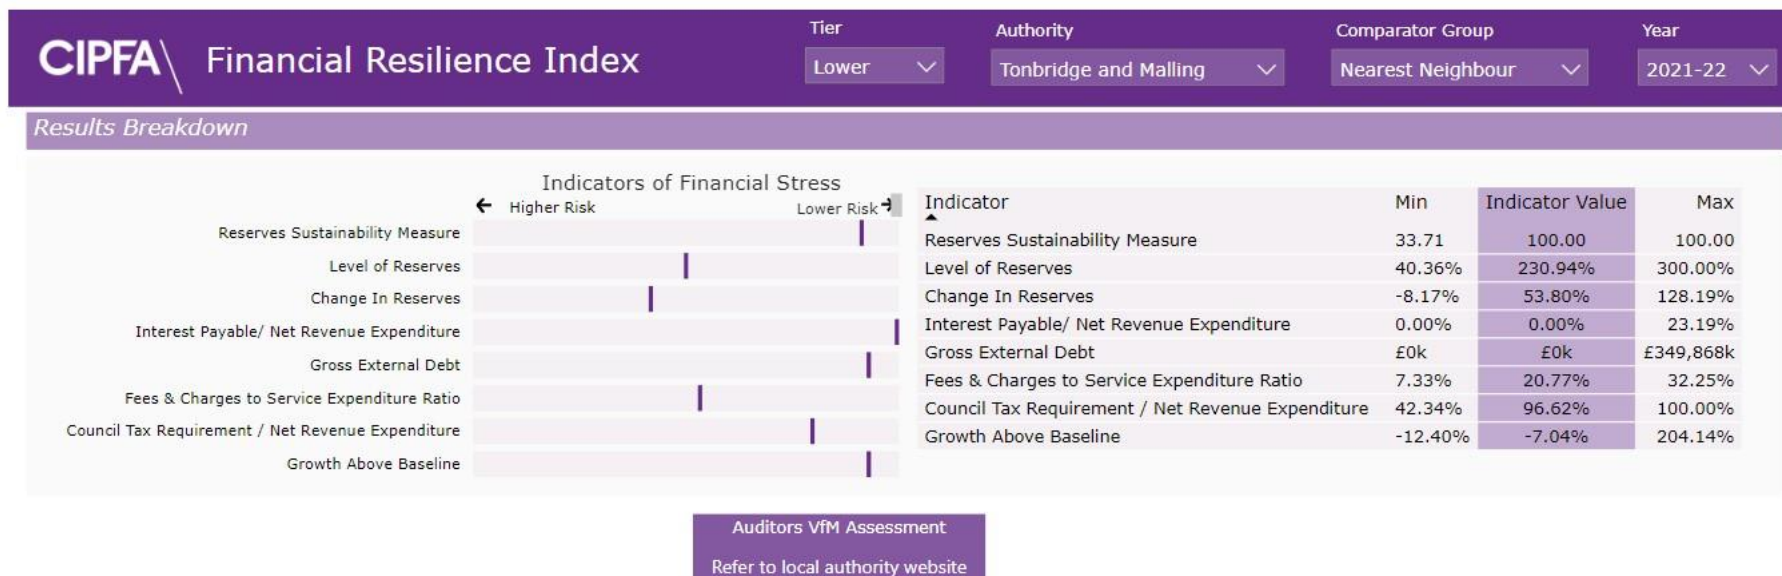 CIPFA\ Financial Resilience Index
Tier
Lower
Authority
Tonbridge and Malling
Comparator Group
Nearest Neighbour
Year
2021-22
Results Breakdown
Indicators of Financial Stress
← Higher Risk Lower Risk →
Reserves Sustainability Measure
Level of Reserves
Change In Reserves
Interest Payable/ Net Revenue Expenditure
Gross External Debt
Fees & Charges to Service Expenditure Ratio
Council Tax Requirement / Net Revenue Expenditure
Growth Above Baseline
Indicator Min Indicator Value Max
Reserves Sustainability Measure 33.71 100.00 100.00
Level of Reserves 40.36% 230.94% 300.00%
Change In Reserves -8.17% 53.80% 128.19%
Interest Payable/ Net Revenue Expenditure 0.00% 0.00% 23.19%
Gross External Debt £0k £0k £349,868k
Fees & Charges to Service Expenditure Ratio 7.33% 20.77% 32.25%
Council Tax Requirement / Net Revenue Expenditure 42.34% 96.62% 100.00%
Growth Above Baseline -12.40% -7.04% 204.14%
Auditors VfM Assessment
Refer to local authority website